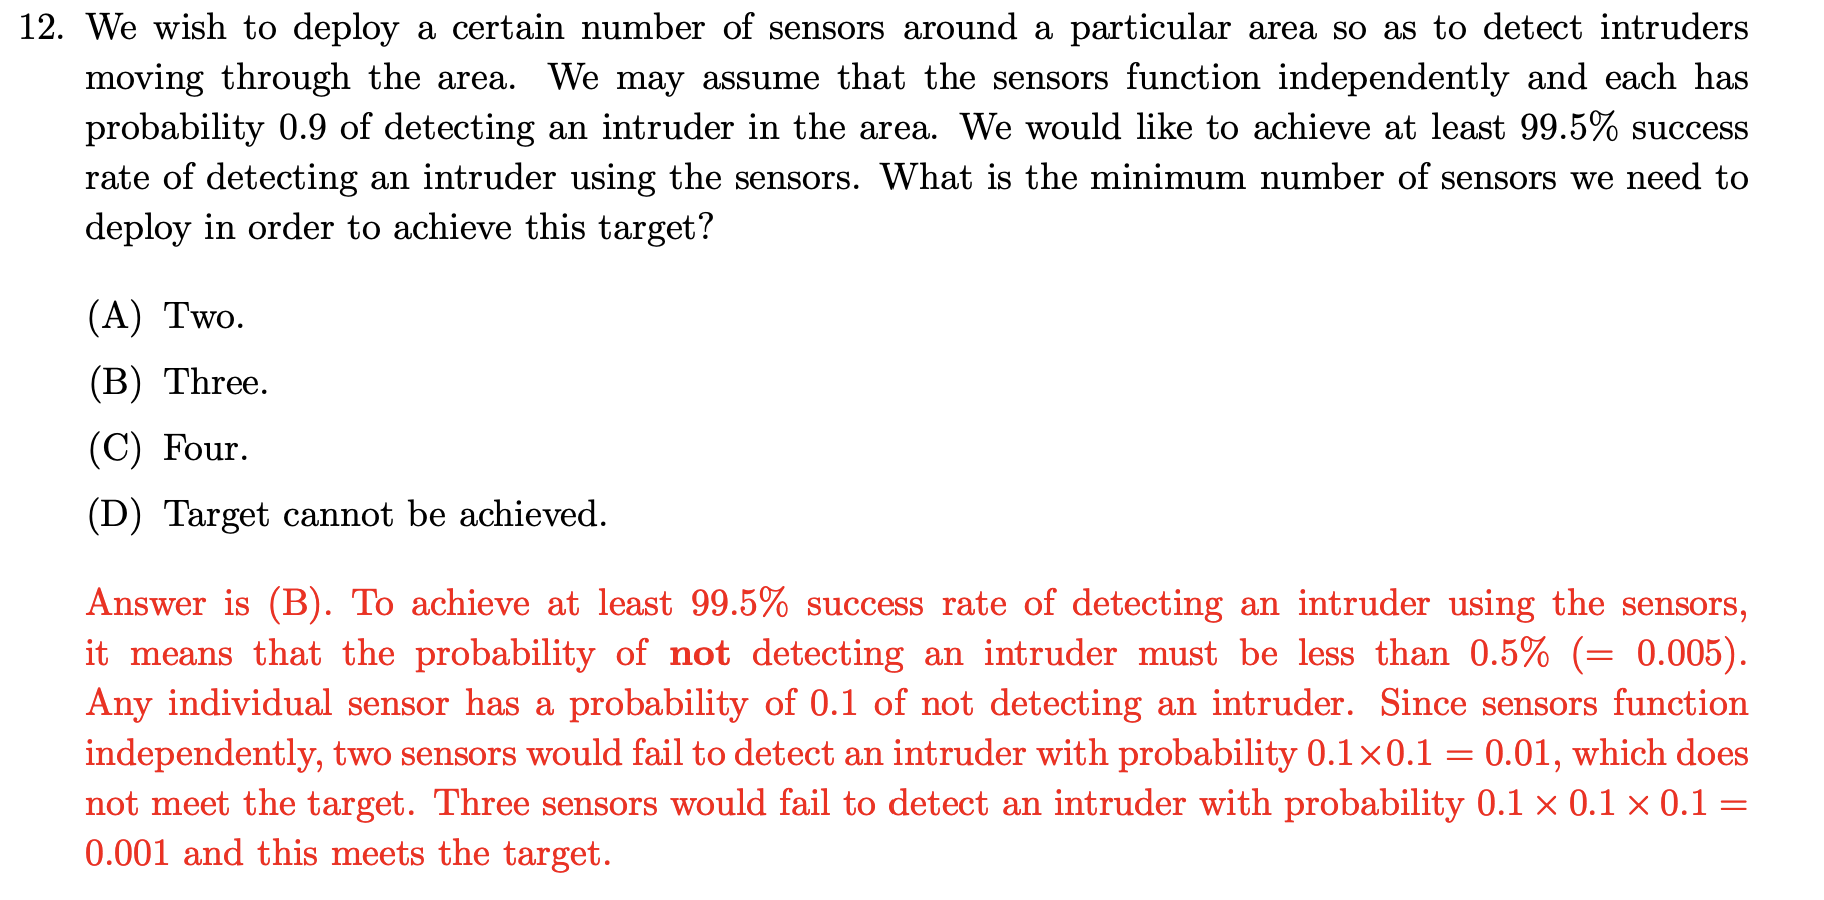 12. We wish to deploy a certain number of sensors around a particular area so as to detect intruders
moving through the area. We may assume that the sensors function independently and each has
probability 0.9 of detecting an intruder in the area. We would like to achieve at least 99.5% success
rate of detecting an intruder using the sensors. What is the minimum number of sensors we need to
deploy in order to achieve this target?
(A) Two.
(B) Three.
(C) Four.
(D) Target cannot be achieved.
Answer is (B). To achieve at least 99.5% success rate of detecting an intruder using the sensors,
it means that the probability of not detecting an intruder must be less than 0.5% (= 0.005).
Any individual sensor has a probability of 0.1 of not detecting an intruder. Since sensors function
independently, two sensors would fail to detect an intruder with probability 0.1×0.1 = 0.01, which does
not meet the target. Three sensors would fail to detect an intruder with probability 0.1 × 0.1 × 0.1 =
0.001 and this meets the target.